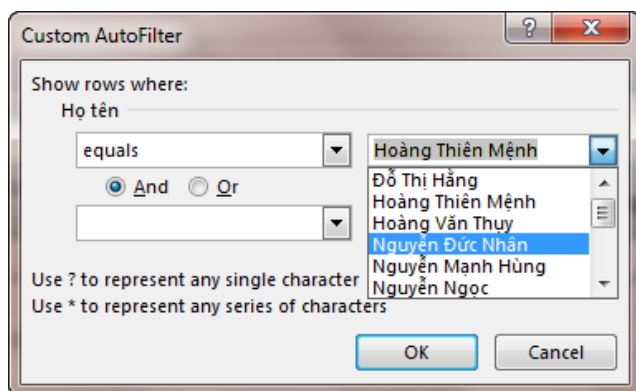 Custom AutoFilter
Show rows where:
Họ tên
equals
Hoàng Thiên Mệnh
And Or
Đỗ Thị Hằng
Hoàng Thiên Mệnh
Hoàng Văn Thụy
Nguyễn Đức Nhân
Nguyễn Mạnh Hùng
Nguyễn Ngọc
Use ? to represent any single character
Use * to represent any series of characters
OK Cancel